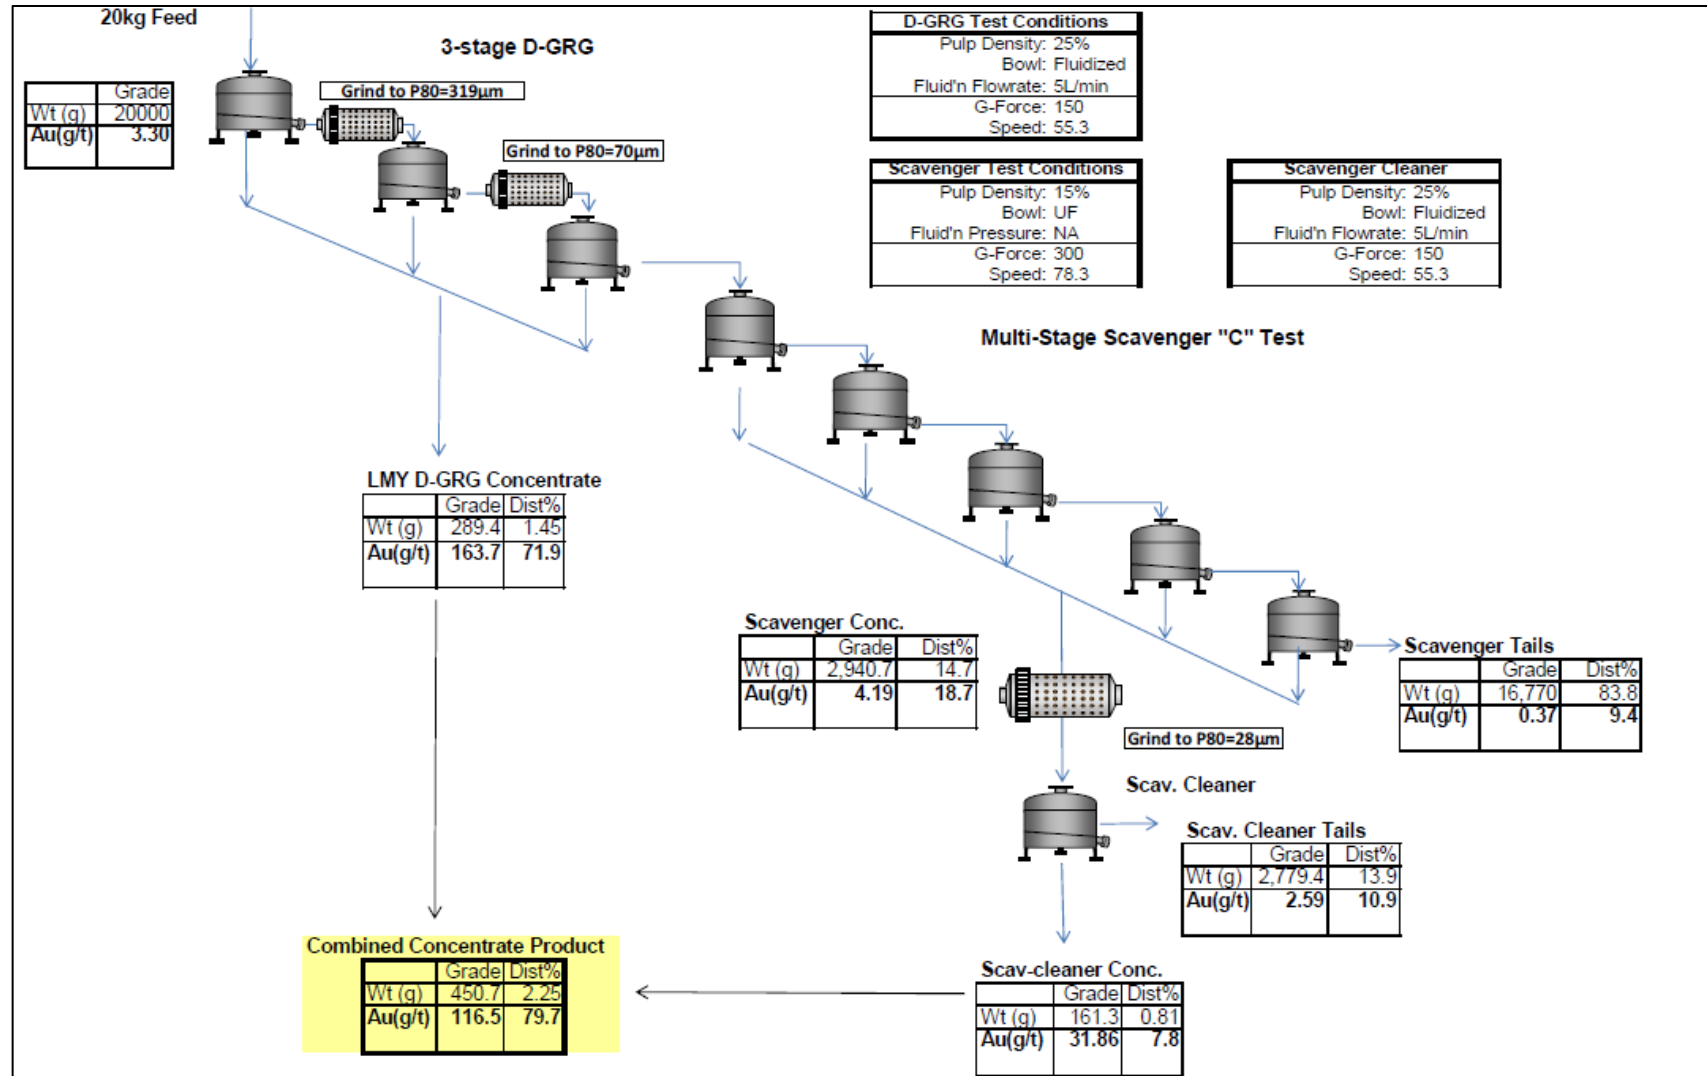 20kg Feed
3-stage D-GRG
Grade
Wt (g) 20000
Au(g/t) 3.30
Grind to P80=319µm
Grind to P80=70µm
D-GRG Test Conditions
Pulp Density: 25%
Bowl: Fluidized
Fluid'n Flowrate: 5L/min
G-Force: 150
Speed: 55.3
Scavenger Test Conditions
Pulp Density: 15%
Bowl: UF
Fluid'n Pressure: NA
G-Force: 300
Speed: 78.3
Scavenger Cleaner
Pulp Density: 25%
Bowl: Fluidized
Fluid'n Flowrate: 5L/min
G-Force: 150
Speed: 55.3
Multi-Stage Scavenger "C" Test
LMY D-GRG Concentrate
Grade Dist%
Wt (g) 289.4 1.45
Au(g/t) 163.7 71.9
Scavenger Conc.
Grade Dist%
Wt (g) 2,940.7 14.7
Au(g/t) 4.19 18.7
Scavenger Tails
Grade Dist%
Wt (g) 16,770 83.8
Au(g/t) 0.37 9.4
Grind to P80=28µm
Scav. Cleaner
Scav. Cleaner Tails
Grade Dist%
Wt (g) 2,779.4 13.9
Au(g/t) 2.59 10.9
Combined Concentrate Product
Grade Dist%
Wt (g) 450.7 2.25
Au(g/t) 116.5 79.7
Scav-cleaner Conc.
Grade Dist%
Wt (g) 161.3 0.81
Au(g/t) 31.86 7.8